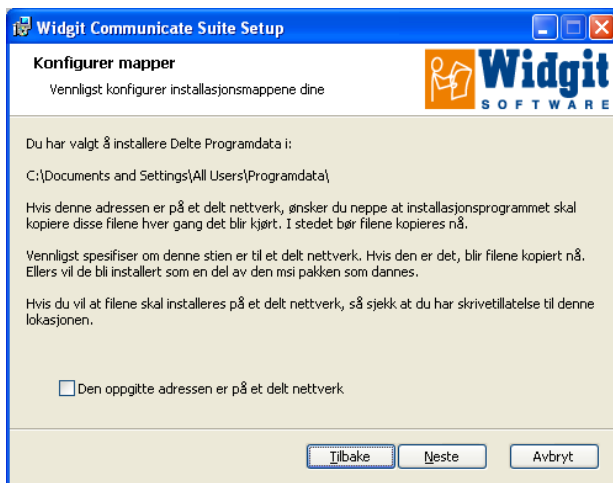 Widgit Communicate Suite Setup
Konfigurer mapper
Vennligst konfigurer installasjonsmappene dine
Widgit
SOFTWARE
Du har valgt å installere Delte Programdata i:
C:\Documents and Settings\All Users\Programdata\
Hvis denne adressen er på et delt nettverk, ønsker du neppe at installasjonsprogrammet skal
kopiere disse filene hver gang det blir kjørt. I stedet bør filene kopieres nå.
Vennligst spesifiser om denne stien er til et delt nettverk. Hvis den er det, blir filene kopiert nå.
Ellers vil de bli installert som en del av den msi pakken som dannes.
Hvis du vil at filene skal installeres på et delt nettverk, så sjekk at du har skrivetillatelse til denne
lokasjonen.
Den oppgitte adressen er på et delt nettverk
Tilbake
Neste
Avbryt